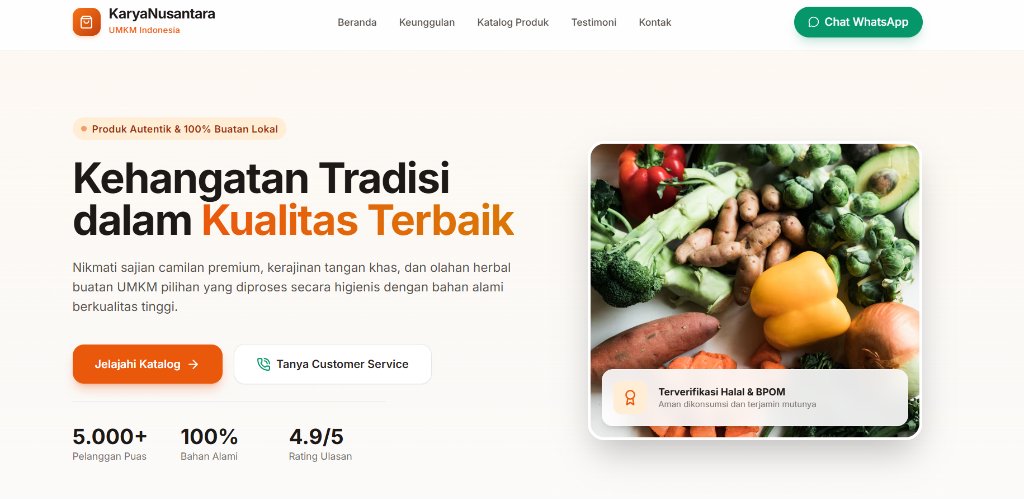 KaryaNusantara
UMKM Indonesia
Beranda
Keunggulan
Katalog Produk
Testimoni
Kontak
Chat WhatsApp
Produk Autentik & 100% Buatan Lokal
Kehangatan Tradisi
dalam Kualitas Terbaik
Nikmati sajian camilan premium, kerajinan tangan khas, dan olahan herbal
buatan UMKM pilihan yang diproses secara higienis dengan bahan alami
berkualitas tinggi.
Jelajahi Katalog
Tanya Customer Service
5.000+
Pelanggan Puas
100%
Bahan Alami
4.9/5
Rating Ulasan
Terverifikasi Halal & BPOM
Aman dikonsumsi dan terjamin mutunya